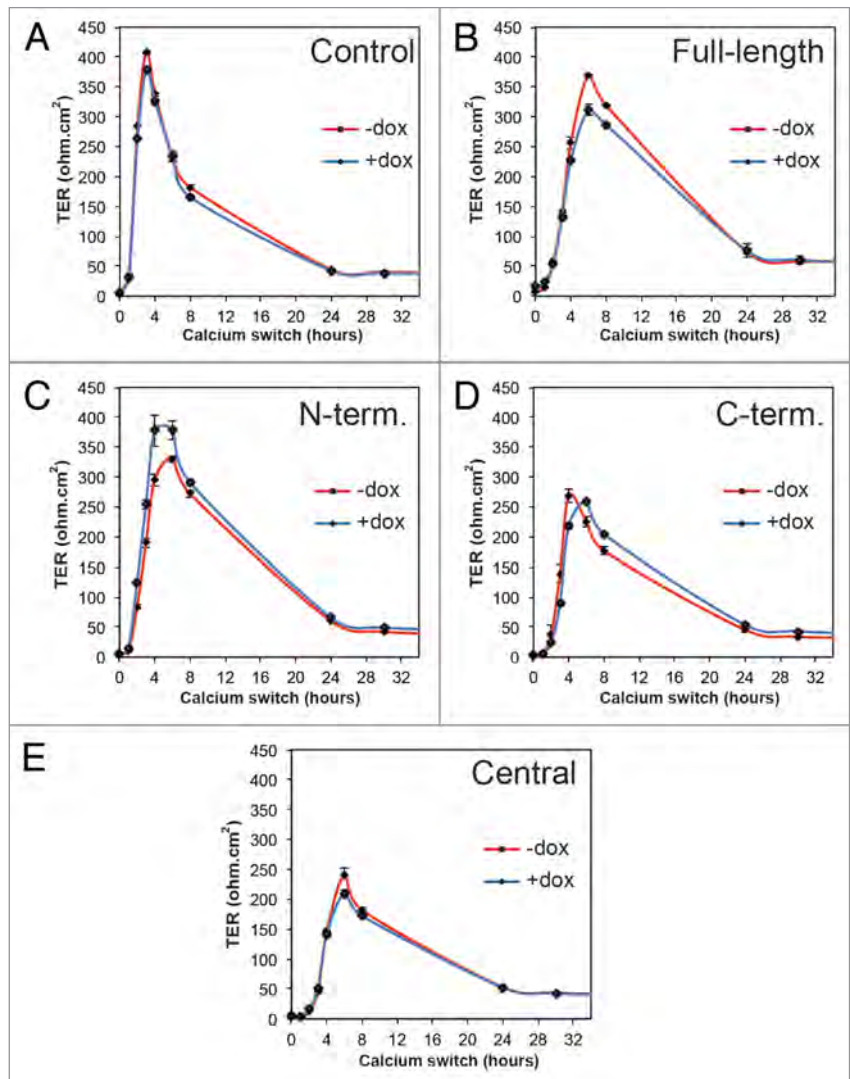 A
Control
450
400
350
300
250
200
150
100
50
0
TER (ohm.cm²)
-dox
+dox
0 4 8 12 16 20 24 28 32
Calcium switch (hours)
B
Full-length
450
400
350
300
250
200
150
100
50
0
TER (ohm.cm²)
-dox
+dox
0 4 8 12 16 20 24 28 32
Calcium switch (hours)
C
N-term.
450
400
350
300
250
200
150
100
50
0
TER (ohm.cm²)
-dox
+dox
0 4 8 12 16 20 24 28 32
Calcium switch (hours)
D
C-term.
450
400
350
300
250
200
150
100
50
0
TER (ohm.cm²)
-dox
+dox
0 4 8 12 16 20 24 28 32
Calcium switch (hours)
E
Central
450
400
350
300
250
200
150
100
50
0
TER (ohm.cm²)
-dox
+dox
0 4 8 12 16 20 24 28 32
Calcium switch (hours)